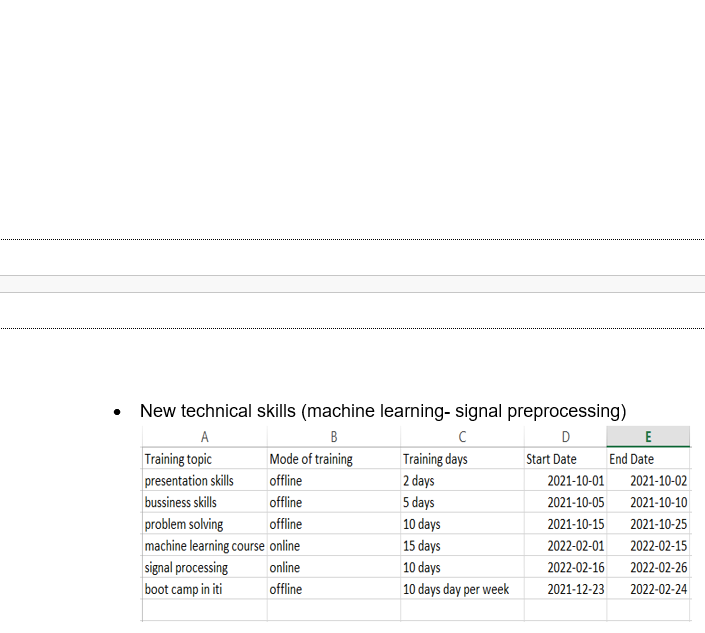 • New technical skills (machine learning- signal preprocessing)
A B C D E
Training topic Mode of training Training days Start Date End Date
presentation skills offline 2 days 2021-10-01 2021-10-02
bussiness skills offline 5 days 2021-10-05 2021-10-10
problem solving offline 10 days 2021-10-15 2021-10-25
machine learning course online 15 days 2022-02-01 2022-02-15
signal processing online 10 days 2022-02-16 2022-02-26
boot camp in iti offline 10 days day per week 2021-12-23 2022-02-24